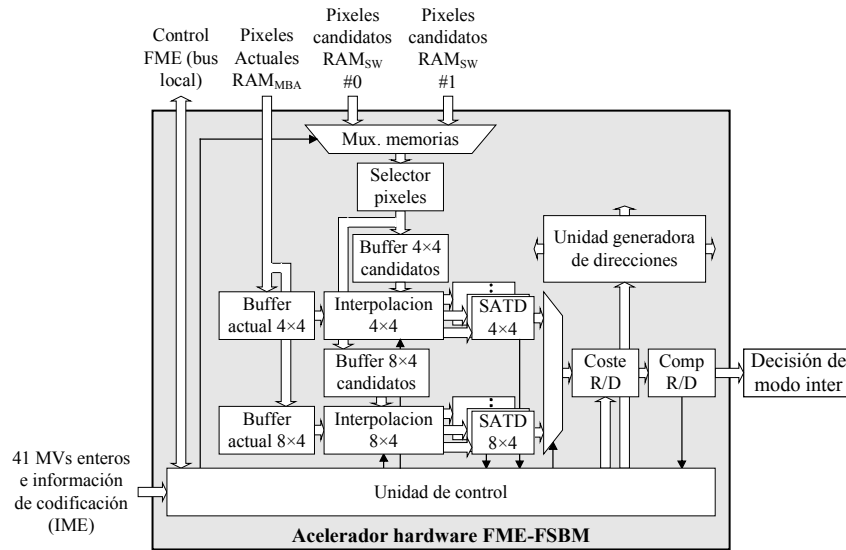 Control
FME (bus
local)
Pixeles
Actuales
RAMMBA
Pixeles
candidatos
RAMSW
#0
Pixeles
candidatos
RAMSW
#1
Mux. memorias
Selector
pixeles
Buffer 4×4
candidatos
Unidad generadora
de direcciones
Buffer
actual 4×4
Interpolacion
4×4
SATD
4×4
Buffer 8×4
candidatos
Coste
R/D
Comp
R/D
Decisión de
modo inter
Buffer
actual 8×4
Interpolacion
8×4
SATD
8×4
41 MVs enteros
e información
de codificación
(IME)
Unidad de control
Acelerador hardware FME-FSBM